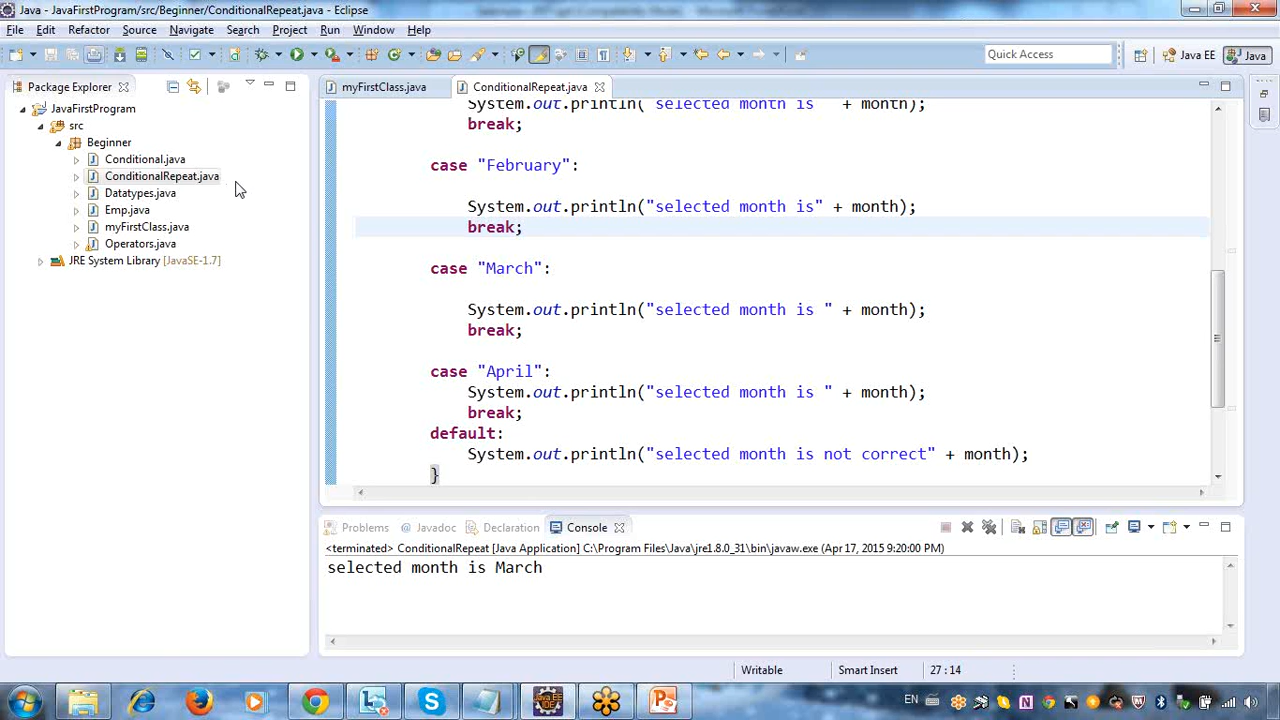 Java - JavaFirstProgram/src/Beginner/ConditionalRepeat.java - Eclipse
File Edit Refactor Source Navigate Search Project Run Window Help
Quick Access
Java EE
Java
Package Explorer
myFirstClass.java
ConditionalRepeat.java
JavaFirstProgram
src
Beginner
Conditional.java
ConditionalRepeat.java
Datatypes.java
Emp.java
myFirstClass.java
Operators.java
JRE System Library [JavaSE-1.7]
System.out.println( selected month is + month);
break;
case "February":
System.out.println("selected month is" + month);
break;
case "March":
System.out.println("selected month is " + month);
break;
case "April":
System.out.println("selected month is " + month);
break;
default:
System.out.println("selected month is not correct" + month);
}
Problems
Javadoc
Declaration
Console
<terminated> ConditionalRepeat [Java Application] C:\Program Files\Java\jre1.8.0_31\bin\javaw.exe (Apr 17, 2015 9:20:00 PM)
selected month is March
Writable
Smart Insert
27 : 14
Java EE
IDE
EN